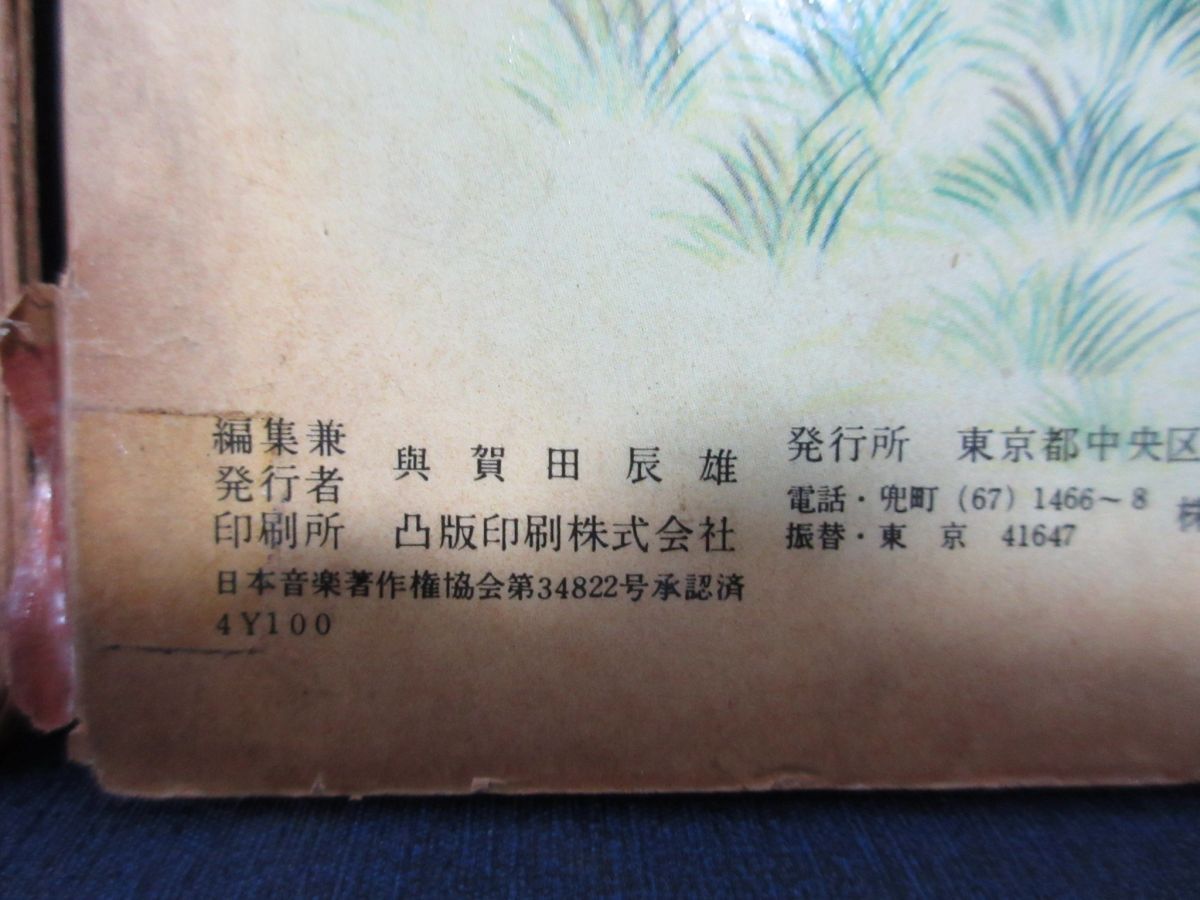 編集兼
発行者 與賀田辰雄
印刷所 凸版印刷株式会社
日本音楽著作権協会第34822号承認済
4Y100
発行所 東京都中央区
電話・兜町 (67) 1466～8 株
振替・東京 41647